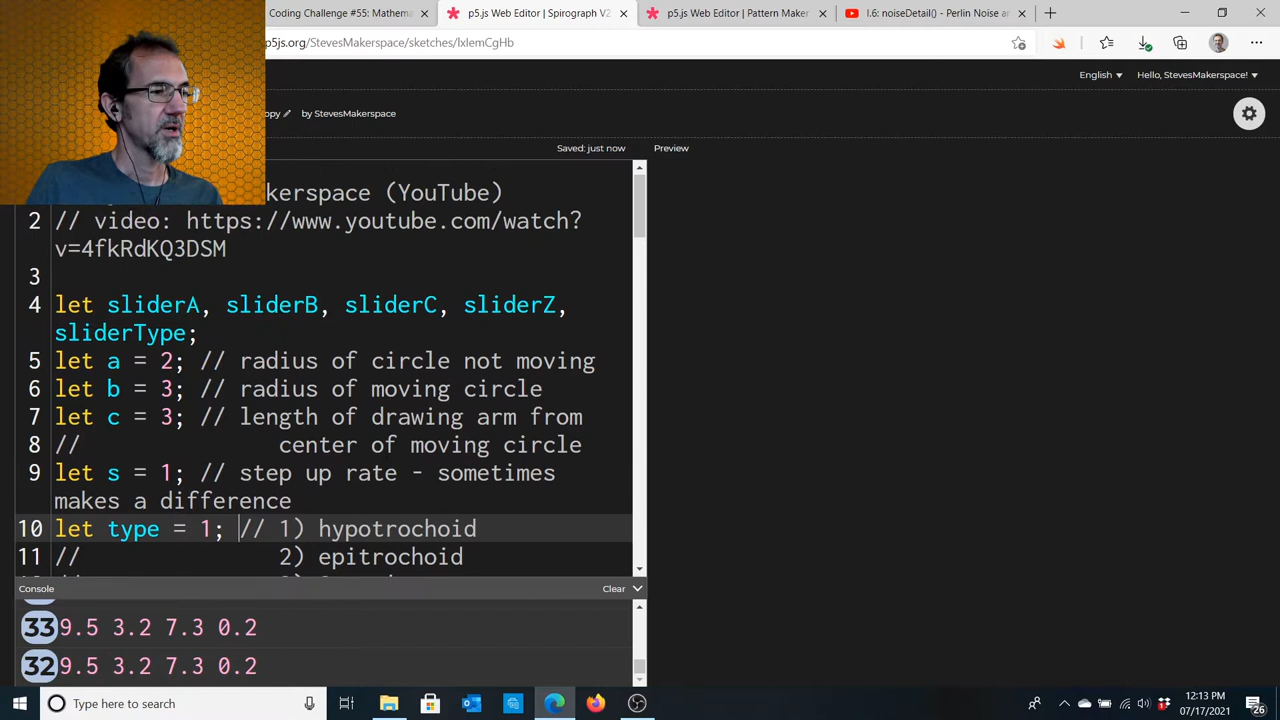 Coding Challenge #55: Mathema
p5.js Web Editor | Spirograph V2
p5.js Web Editor | Pattern Maker
I.6: noiseDetail() - Perlin Noise a
p5js.org/StevesMakerspace/sketches/lxIemCgHb
English
Hello, StevesMakerspace!
opy
by StevesMakerspace
Saved: just now
Preview
kerspace (YouTube)
2 // video: https://www.youtube.com/watch?
v=4fkRdKQ3DSM
3
4 let sliderA, sliderB, sliderC, sliderZ,
sliderType;
5 let a = 2; // radius of circle not moving
6 let b = 3; // radius of moving circle
7 let c = 3; // length of drawing arm from
8 // center of moving circle
9 let s = 1; // step up rate - sometimes
makes a difference
10 let type = 1; // 1) hypotrochoid
11 // 2) epitrochoid
Console
Clear
33 9.5 3.2 7.3 0.2
32 9.5 3.2 7.3 0.2
Type here to search
12:13 PM
07/17/2021
26